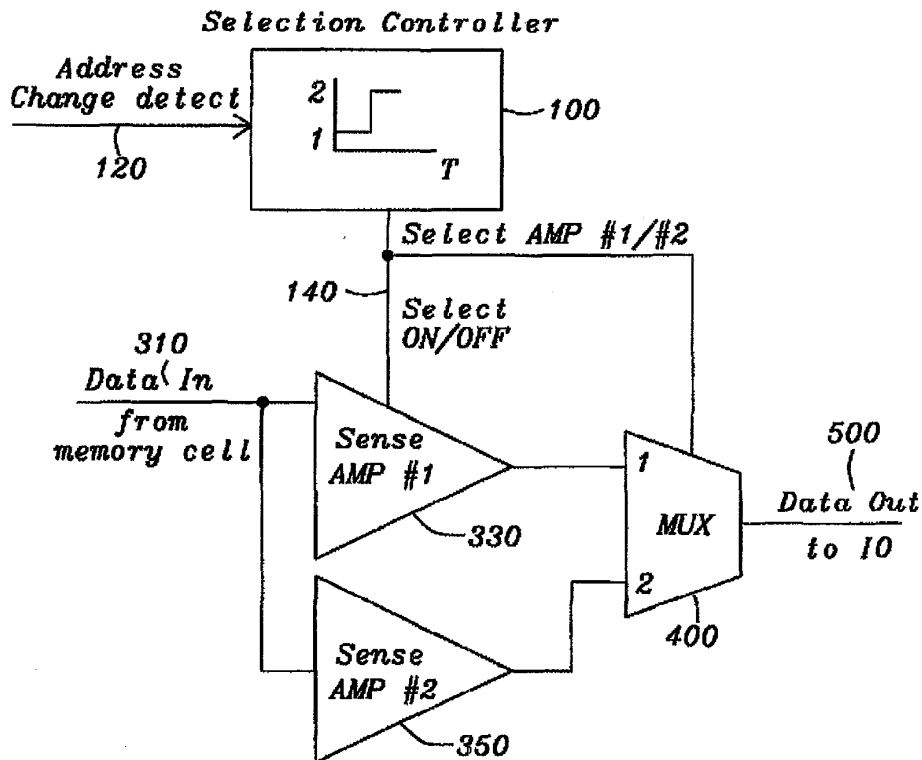 Selection Controller
Address
Change detect
120
2
1
T
100
Select AMP #1/#2
140
Select
ON/OFF
310
Data In
from
memory cell
Sense
AMP #1
330
Sense
AMP #2
350
1
MUX
2
400
500
Data Out
to IO